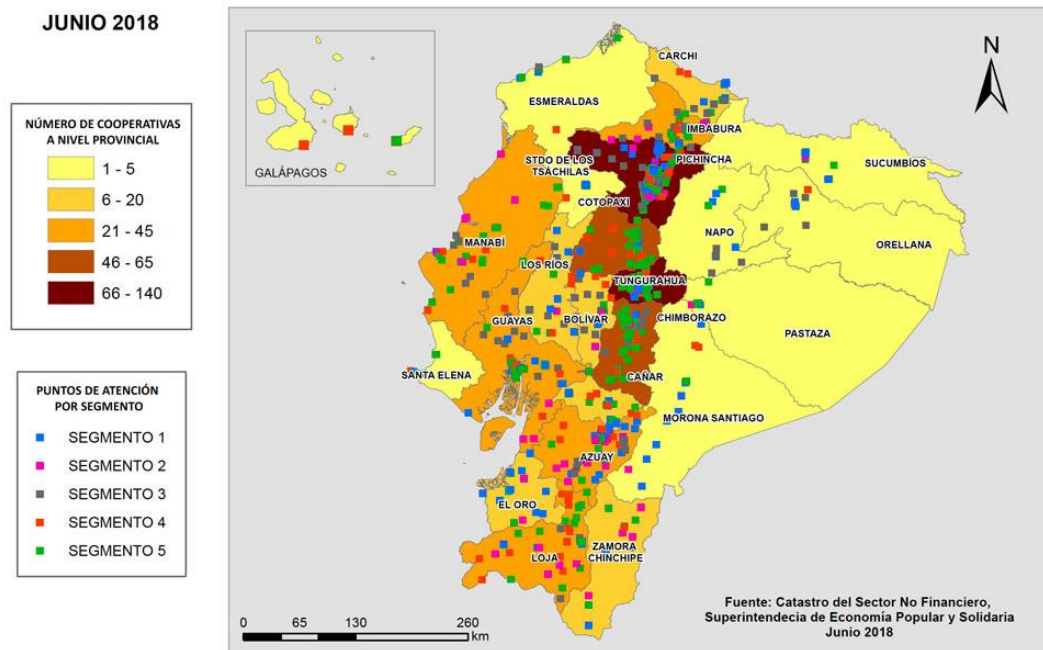 JUNIO 2018
NÚMERO DE COOPERATIVAS
A NIVEL PROVINCIAL
1 - 5
6 - 20
21 - 45
46 - 65
66 - 140
PUNTOS DE ATENCIÓN
POR SEGMENTO
SEGMENTO 1
SEGMENTO 2
SEGMENTO 3
SEGMENTO 4
SEGMENTO 5
GALÁPAGOS
N
CARCHI
ESMERALDAS
IMBABURA
SUCUMBÍOS
PICHINCHA
STDO DE LOS
TSÁCHILAS
COTOPAXI
NAPO
ORELLANA
MANABÍ
LOS RÍOS
TUNGURAHUA
GUAYAS
BOLÍVAR
CHIMBORAZO
PASTAZA
SANTA ELENA
CAÑAR
MORONA SANTIAGO
AZUAY
EL ORO
LOJA
ZAMORA
CHINCHIPE
0 65 130 260
km
Fuente: Catastro del Sector No Financiero,
Superintendecia de Economía Popular y Solidaria
Junio 2018